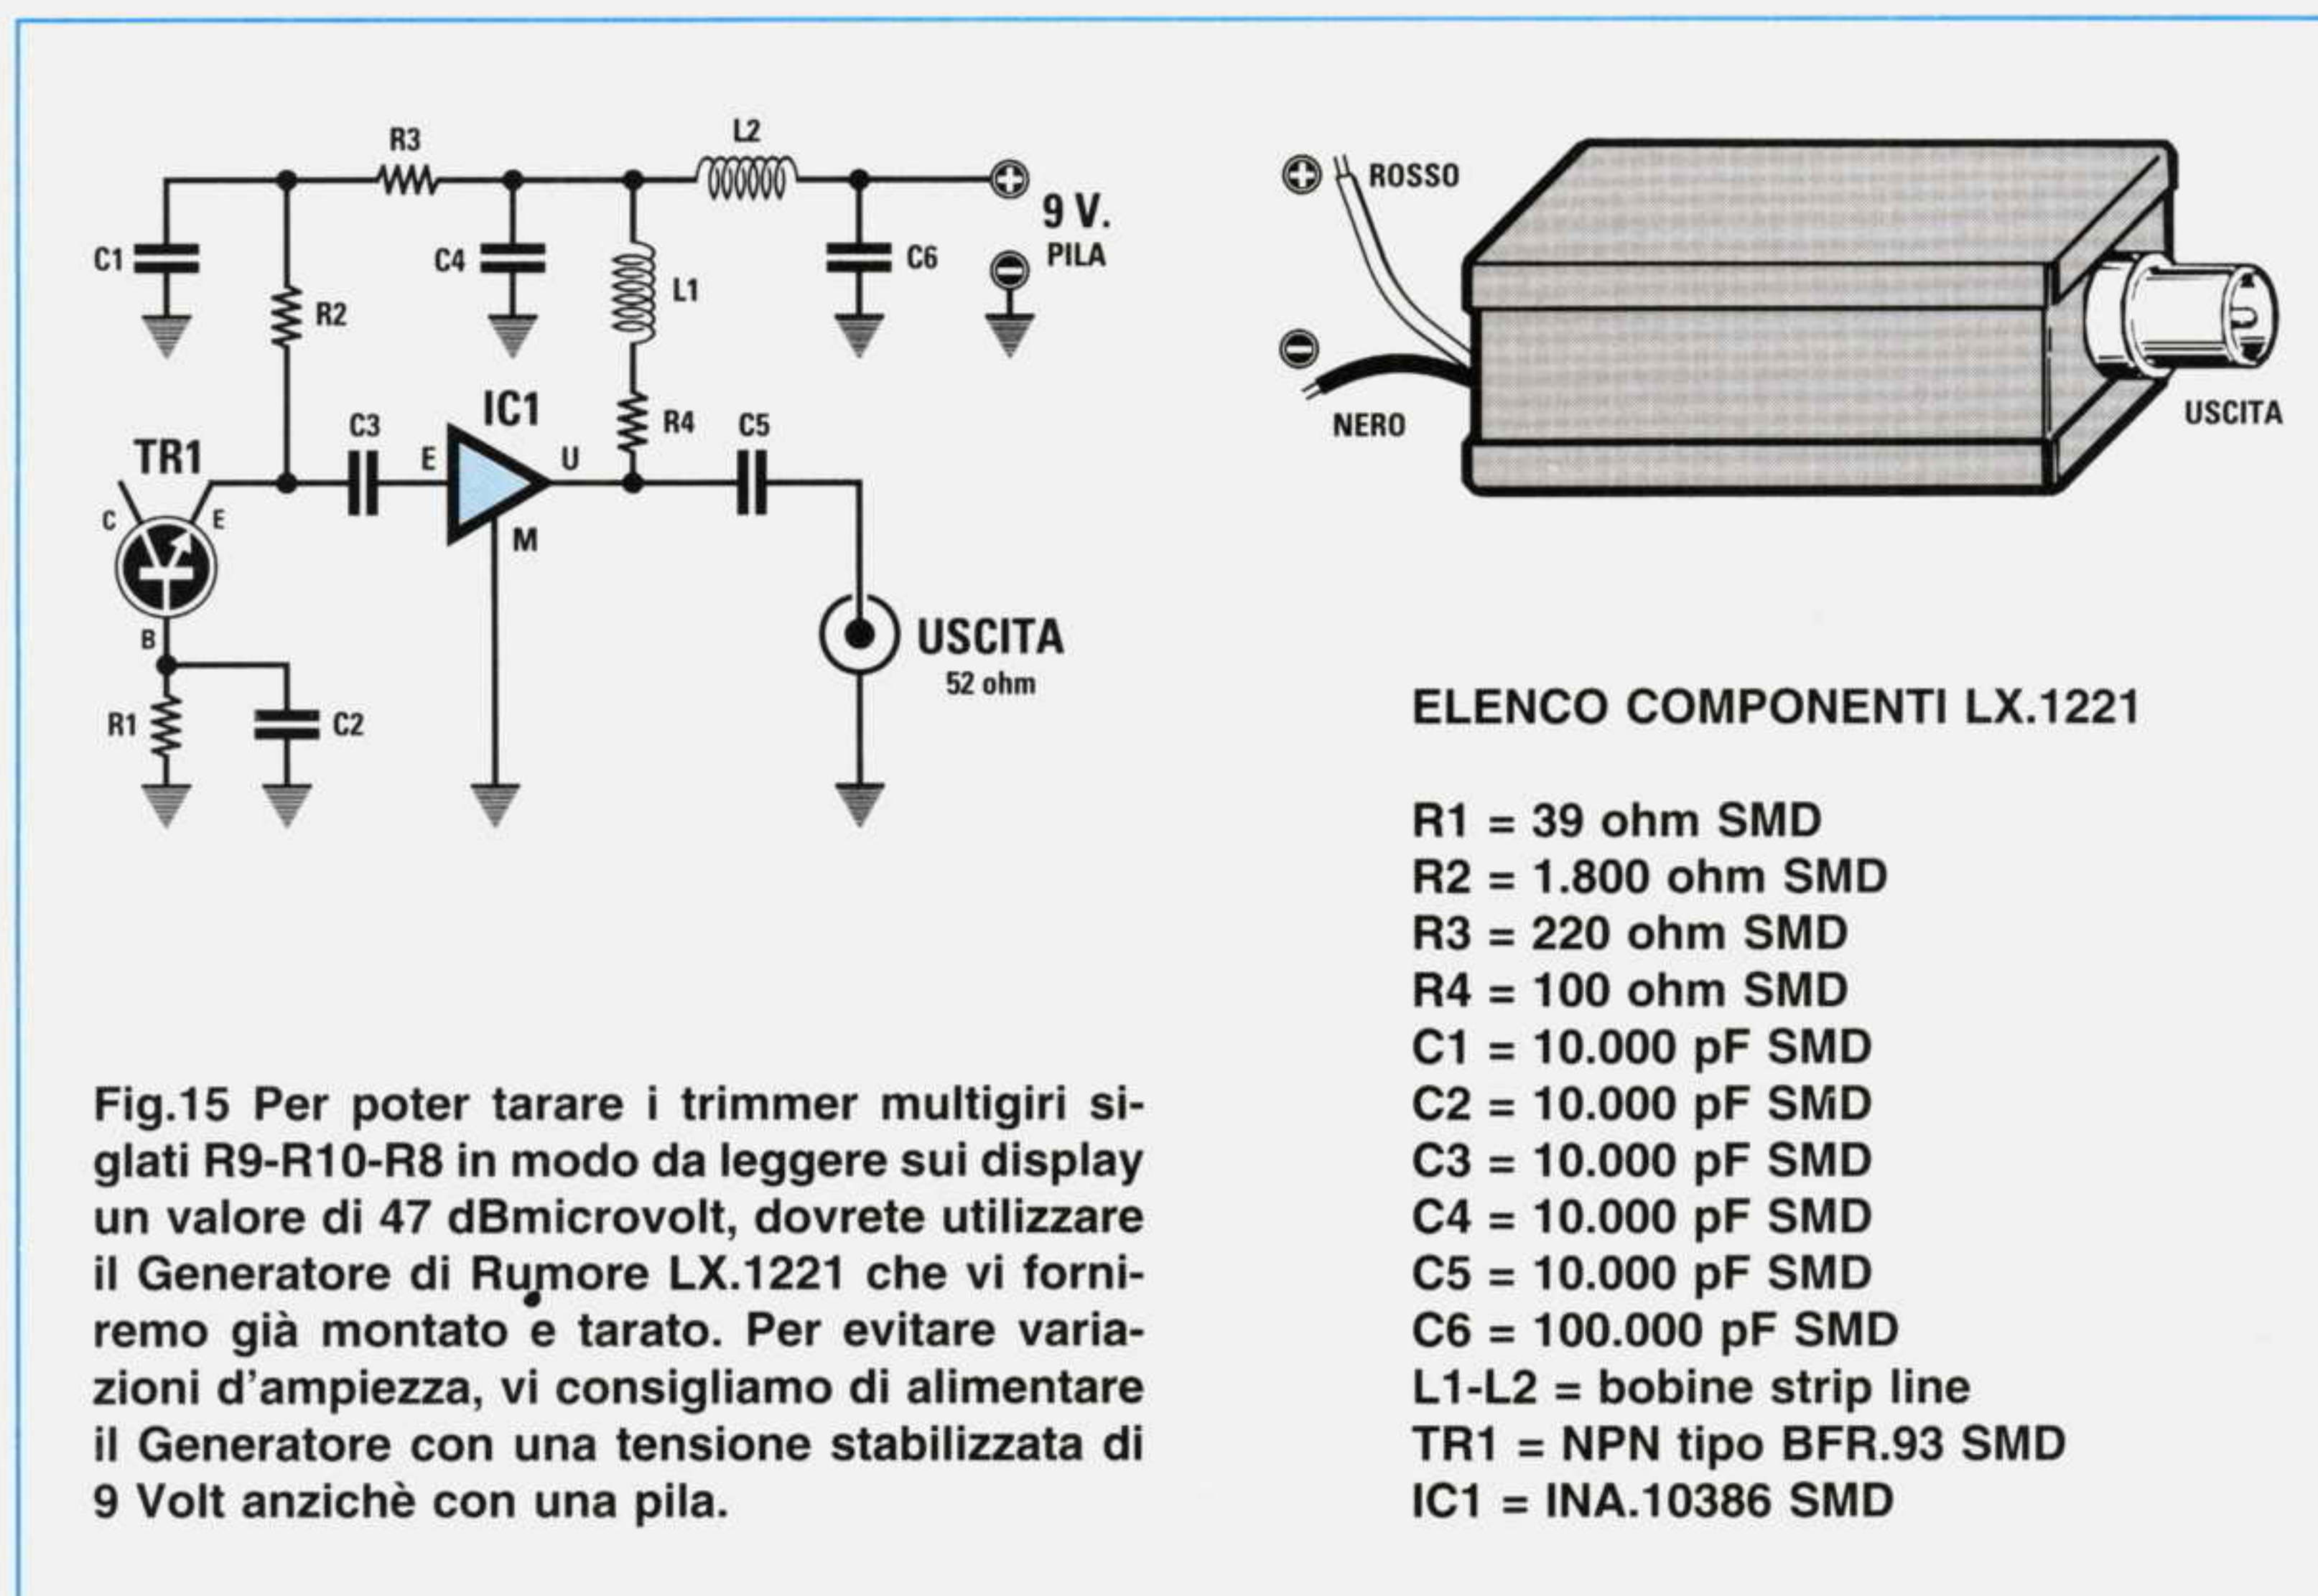 R3
L2
C1
R2
C4
L1
C6
9 V.
PILA
TR1
C
E
B
C3
E
IC1
U
M
R4
C5
R1
C2
USCITA
52 ohm
ROSSO
NERO
USCITA
Fig.15 Per poter tarare i trimmer multigiri si-
glati R9-R10-R8 in modo da leggere sui display
un valore di 47 dBmicrovolt, dovrete utilizzare
il Generatore di Rumore LX.1221 che vi forni-
remo già montato e tarato. Per evitare varia-
zioni d'ampiezza, vi consigliamo di alimentare
il Generatore con una tensione stabilizzata di
9 Volt anzichè con una pila.
ELENCO COMPONENTI LX.1221
R1 = 39 ohm SMD
R2 = 1.800 ohm SMD
R3 = 220 ohm SMD
R4 = 100 ohm SMD
C1 = 10.000 pF SMD
C2 = 10.000 pF SMD
C3 = 10.000 pF SMD
C4 = 10.000 pF SMD
C5 = 10.000 pF SMD
C6 = 100.000 pF SMD
L1-L2 = bobine strip line
TR1 = NPN tipo BFR.93 SMD
IC1 = INA.10386 SMD